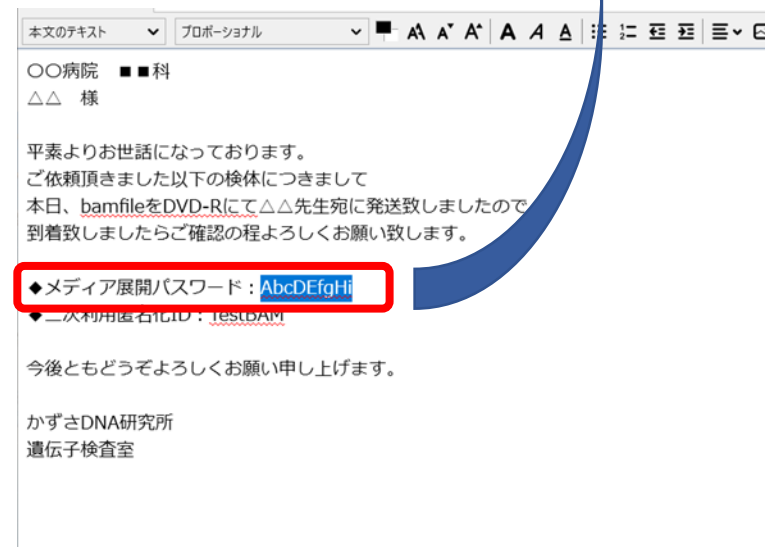 本文のテキスト プロポーショナル
〇〇病院 ■■科
△△ 様
平素よりお世話になっております。
ご依頼頂きました以下の検体につきまして
本日、bamfileをDVD-Rにて△△先生宛に発送致しましたので
到着致しましたらご確認の程よろしくお願い致します。
◆メディア展開パスワード：AbcDEfgHi
◆二次利用匿名化ID：TestBAM
今後ともどうぞよろしくお願い申し上げます。
かずさDNA研究所
遺伝子検査室